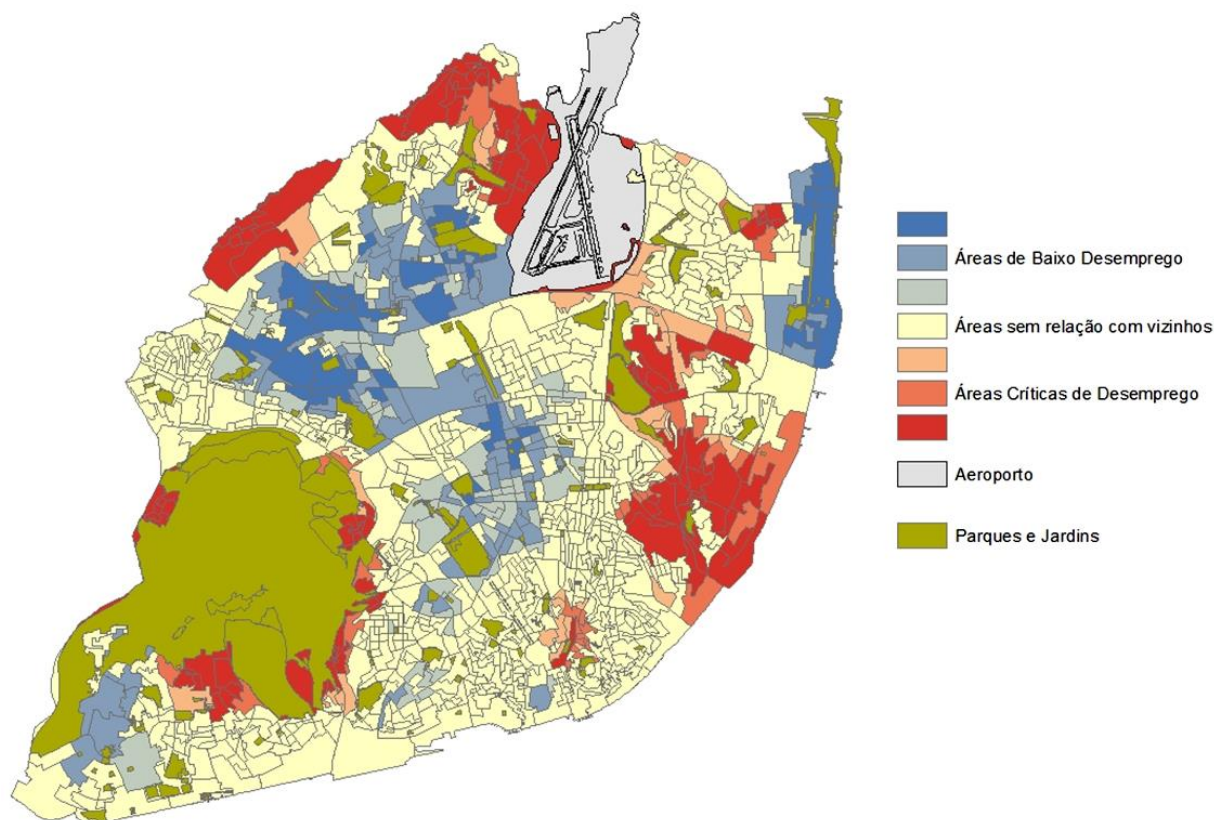 Áreas de Baixo Desemprego
Áreas sem relação com vizinhos
Áreas Críticas de Desemprego
Aeroporto
Parques e Jardins